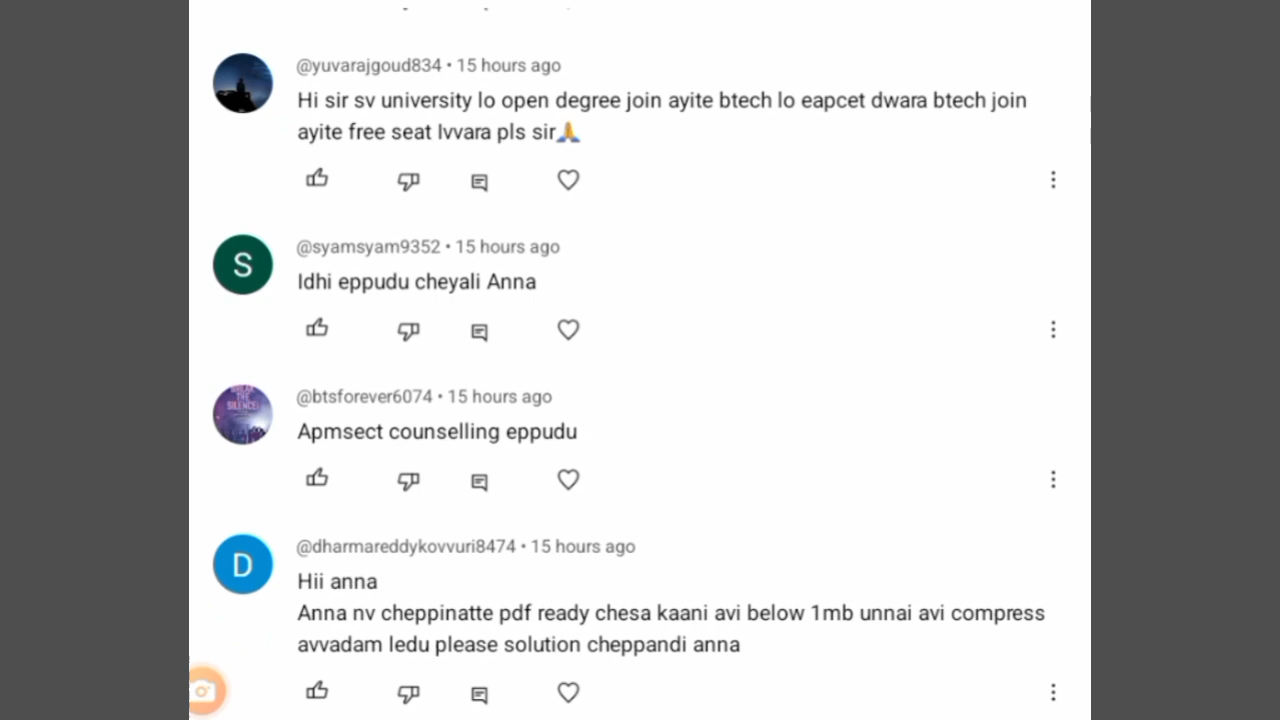 @yuvarajgoud834 • 15 hours ago
Hi sir sv university lo open degree join ayite btech lo eapcet dwara btech join
ayite free seat Ivvara pls sir🙏
S
@syamsyam9352 • 15 hours ago
Idhi eppudu cheyali Anna
THE
SILENCE
@btsforever6074 • 15 hours ago
Apmsect counselling eppudu
D
@dharmareddykovvuri8474 • 15 hours ago
Hii anna
Anna nv cheppinatte pdf ready chesa kaani avi below 1mb unnai avi compress
avvadam ledu please solution cheppandi anna